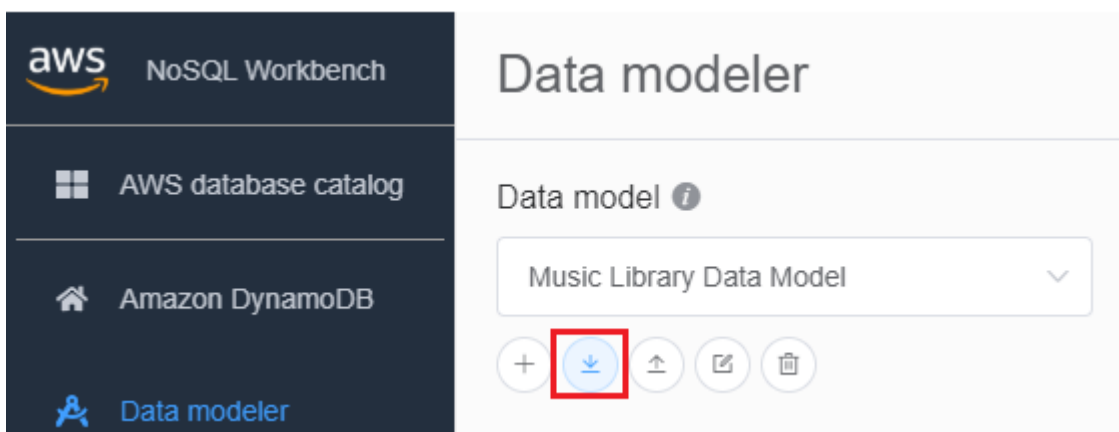 aws
NoSQL Workbench
AWS database catalog
Amazon DynamoDB
Data modeler
Data modeler
Data model
Music Library Data Model